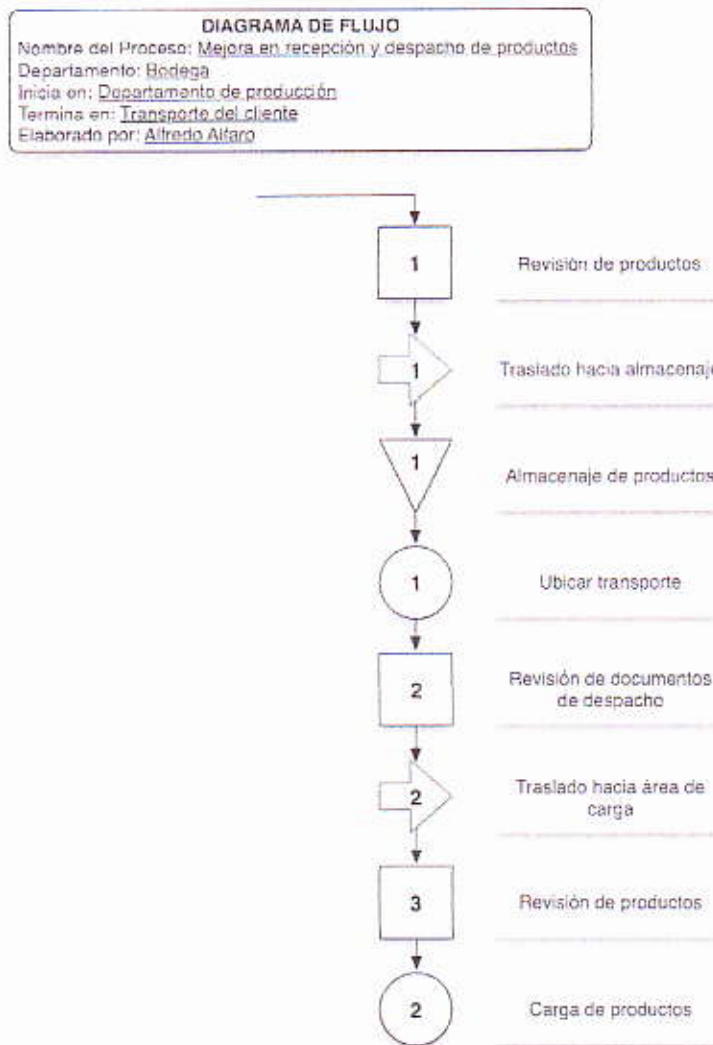 DIAGRAMA DE FLUJO
Nombre del Proceso: Mejora en recepción y despacho de productos
Departamento: Bodega
Inicia en: Departamento de producción
Termina en: Transporte del cliente
Elaborado por: Alfredo Alfaro
1 Revisión de productos
1 Traslado hacia almacenaje
1 Almacenaje de productos
1 Ubicar transporte
2 Revisión de documentos
de despacho
2 Traslado hacia área de
carga
3 Revisión de productos
2 Carga de productos